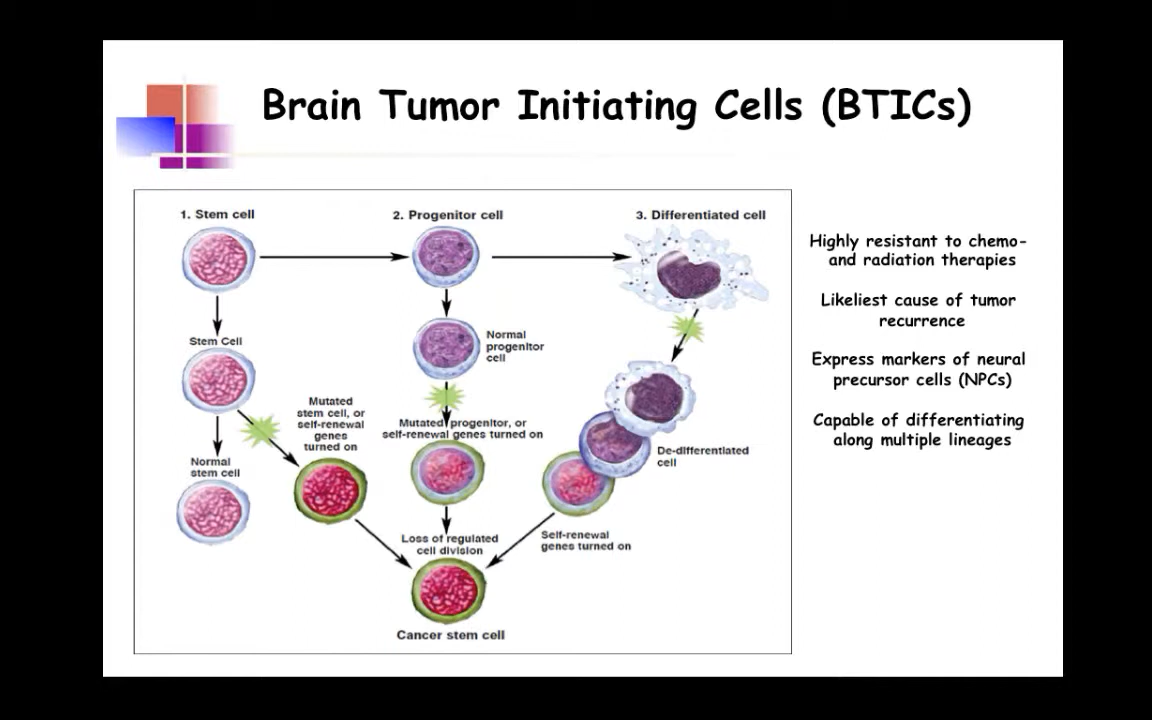 Brain Tumor Initiating Cells (BTICs)
1. Stem cell
2. Progenitor cell
3. Differentiated cell
Stem Cell
Normal
stem cell
Mutated
stem cell, or
self-renewal
genes
turned on
Normal
progenitor
cell
Mutated progenitor, or
self-renewal genes turned on
Loss of regulated
cell division
De-differentiated
cell
Self-renewal
genes turned on
Cancer stem cell
Highly resistant to chemo-
and radiation therapies
Likeliest cause of tumor
recurrence
Express markers of neural
precursor cells (NPCs)
Capable of differentiating
along multiple lineages